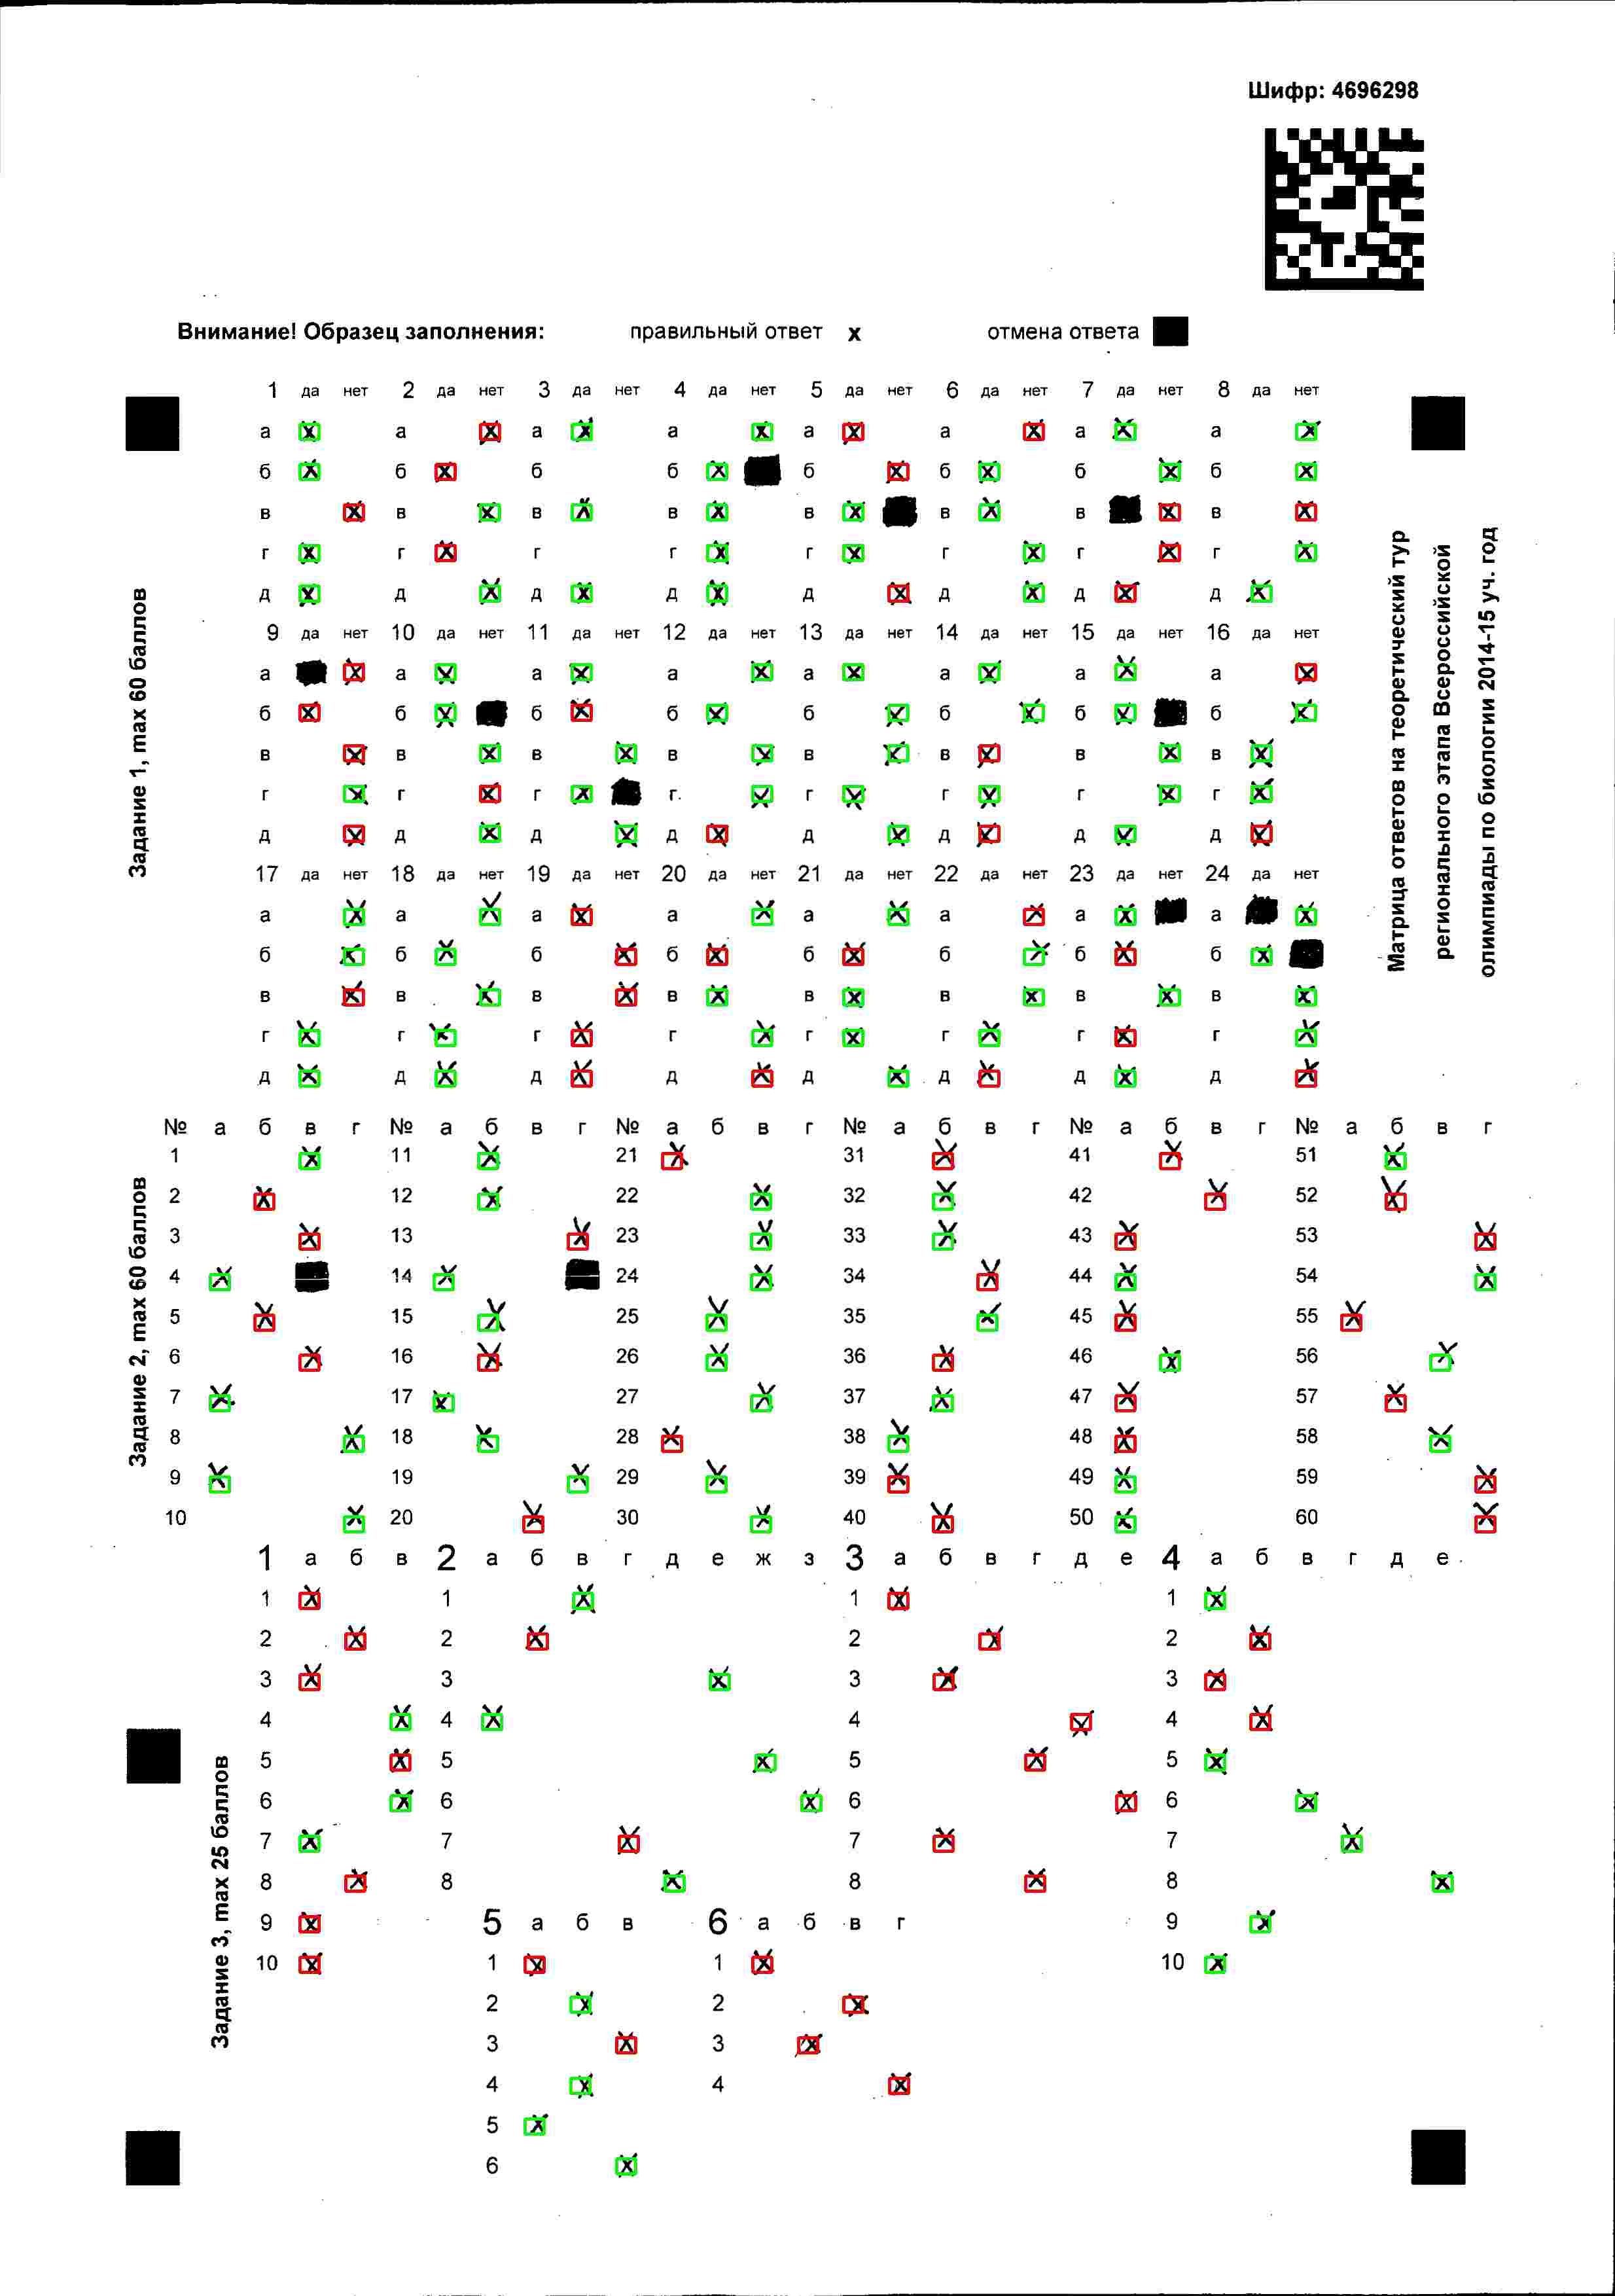 Шифр: 4696298
Внимание! Образец заполнения: правильный ответ х отмена ответа
1 да нет 2 да нет 3 да нет 4 да нет 5 да нет 6 да нет 7 да нет 8 да нет
а а а а а а а а
б б б б б б б б
в в в в в в в в
г г г г г г г г
д д д д д д д д
9 да нет 10 да нет 11 да нет 12 да нет 13 да нет 14 да нет 15 да нет 16 да нет
а а а а а а а а
б б б б б б б б
в в в в в в в в
г г г г г г г г
д д д д д д д д
17 да нет 18 да нет 19 да нет 20 да нет 21 да нет 22 да нет 23 да нет 24 да нет
а а а а а а а а
б б б б б б б б
в в в в в в в в
г г г г г г г г
д д д д д д д д
Задание 1, max 60 баллов
Матрица ответов на теоретический тур
регионального этапа Всероссийской
олимпиады по биологии 2014-15 уч. год
№ а б в г № а б в г № а б в г № а б в г № а б в г № а б в г
1 11 21 31 41 51
2 12 22 32 42 52
3 13 23 33 43 53
4 14 24 34 44 54
5 15 25 35 45 55
6 16 26 36 46 56
7 17 27 37 47 57
8 18 28 38 48 58
9 19 29 39 49 59
10 20 30 40 50 60
Задание 2, max 60 баллов
1 а б в 2 а б в г д е ж з 3 а б в г д е 4 а б в г д е
1 1 1 1
2 2 2 2
3 3 3 3
4 4 4 4
5 5 5 5
6 6 6 6
7 7 7 7
8 8 8 8
9 5 а б в 6 а б в г 9
10 1 1 10
2 2
3 3
4 4
5
6
Задание 3, max 25 баллов